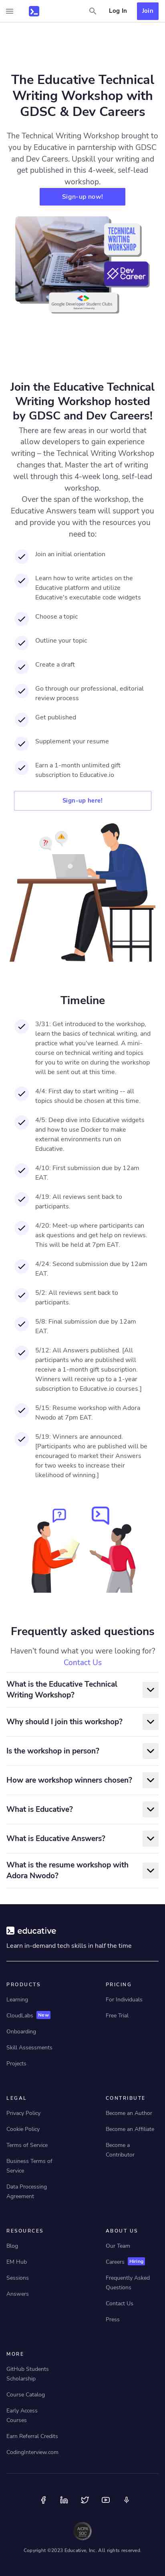 Log In
Join
The Educative Technical
Writing Workshop with
GDSC & Dev Careers
The Technical Writing Workshop brought to
you by Educative in parntership with GDSC
and Dev Careers. Upskill your writing and
get published in this 4-week, self-lead
workshop.
Sign-up now!
TECHNICAL
WRITING
WORKSHOP
DevCareer
Google Developer Student Clubs
Join the Educative Technical
Writing Workshop hosted
by GDSC and Dev Careers!
There are few areas in our world that
allow developers to gain experience
writing – the Technical Writing Workshop
changes that. Master the art of writing
well through this 4-week long, self-lead
workshop.
Over the span of the workshop, the
Educative Answers team will support you
and provide you with the resources you
need to:
Join an initial orientation
Learn how to write articles on the
Educative platform and utilize
Educative's executable code widgets
Choose a topic
Outline your topic
Create a draft
Go through our professional, editorial
review process
Get published
Supplement your resume
Earn a 1-month unlimited gift
subscription to Educative.io
Sign-up here!
Timeline
3/31: Get introduced to the workshop,
learn the basics of technical writing, and
practice what you've learned. A mini-
course on technical writing and topics
for you to write on during the workshop
will be sent out at this time.
4/4: First day to start writing -- all
topics should be chosen at this time.
4/5: Deep dive into Educative widgets
and how to use Docker to make
external environments run on
Educative.
4/10: First submission due by 12am
EAT.
4/19: All reviews sent back to
participants.
4/20: Meet-up where participants can
ask questions and get help on reviews.
This will be held at 7pm EAT.
4/24: Second submission due by 12am
EAT.
5/2: All reviews sent back to
participants.
5/8: Final submission due by 12am
EAT.
5/12: All Answers published. [All
participants who are published will
receive a 1-month gift subscription.
Winners will receive up to a 1-year
subscription to Educative.io courses.]
5/15: Resume workshop with Adora
Nwodo at 7pm EAT.
5/19: Winners are announced.
[Participants who are published will be
encouraged to market their Answers
for two weeks to increase their
likelihood of winning.]
Frequently asked questions
Haven't found what you were looking for?
Contact Us
What is the Educative Technical
Writing Workshop?
Why should I join this workshop?
Is the workshop in person?
How are workshop winners chosen?
What is Educative?
What is Educative Answers?
What is the resume workshop with
Adora Nwodo?
educative
Learn in-demand tech skills in half the time
PRODUCTS
Learning
CloudLabs New
Onboarding
Skill Assessments
Projects
PRICING
For Individuals
Free Trial
LEGAL
Privacy Policy
Cookie Policy
Terms of Service
Business Terms of
Service
Data Processing
Agreement
CONTRIBUTE
Become an Author
Become an Affiliate
Become a
Contributor
RESOURCES
Blog
EM Hub
Sessions
Answers
ABOUT US
Our Team
Careers Hiring
Frequently Asked
Questions
Contact Us
Press
MORE
GitHub Students
Scholarship
Course Catalog
Early Access
Courses
Earn Referral Credits
CodingInterview.com
Copyright ©2023 Educative, Inc. All rights reserved.